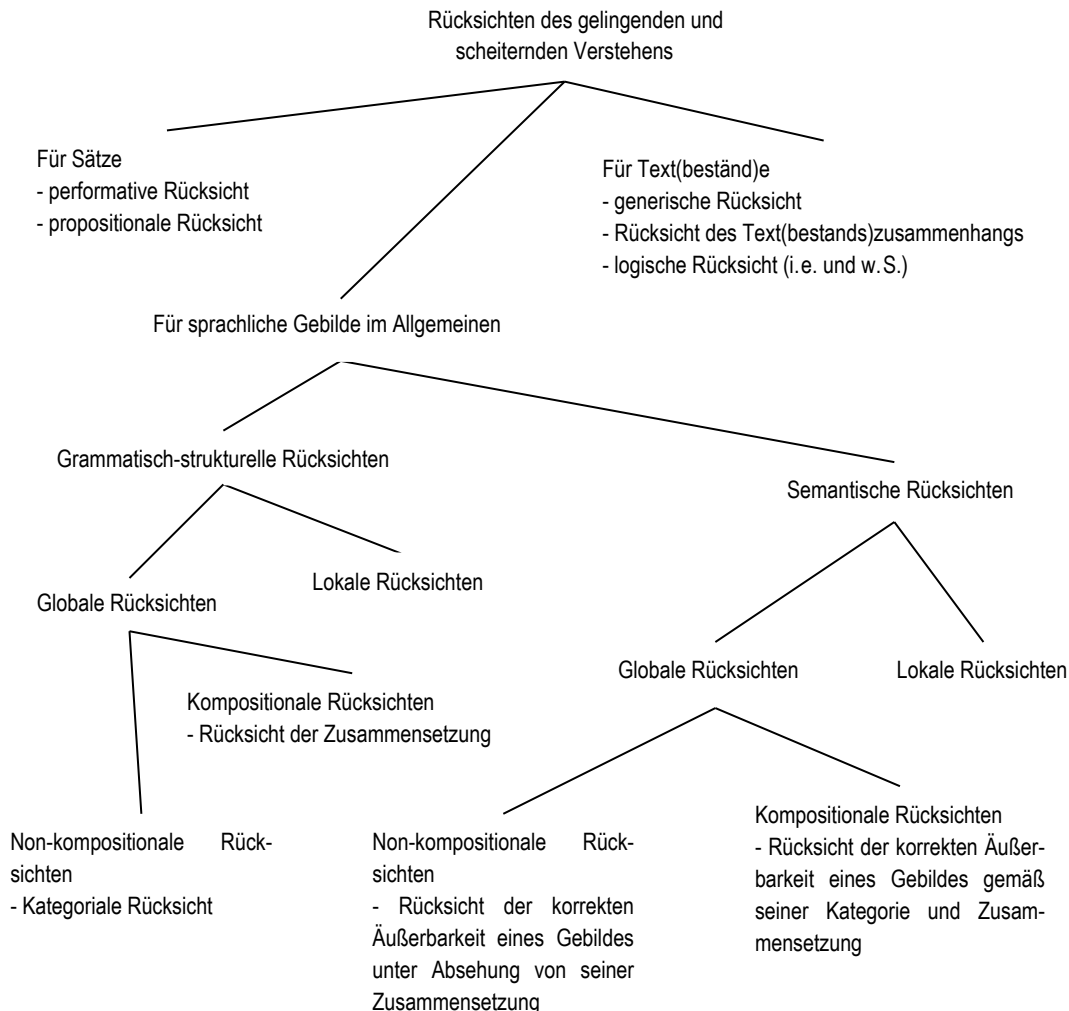 Rücksichten des gelingenden und
scheiternden Verstehens
Für Sätze
- performative Rücksicht
- propositionale Rücksicht
Für Text(beständ)e
- generische Rücksicht
- Rücksicht des Text(bestands)zusammenhangs
- logische Rücksicht (i.e. und w.S.)
Für sprachliche Gebilde im Allgemeinen
Grammatisch-strukturelle Rücksichten
Semantische Rücksichten
Globale Rücksichten
Lokale Rücksichten
Globale Rücksichten
Lokale Rücksichten
Kompositionale Rücksichten
- Rücksicht der Zusammensetzung
Non-kompositionale Rück-
sichten
- Kategoriale Rücksicht
Non-kompositionale Rück-
sichten
- Rücksicht der korrekten
Äußerbarkeit eines Gebildes
unter Absehung von seiner
Zusammensetzung
Kompositionale Rücksichten
- Rücksicht der korrekten Äußer-
barkeit eines Gebildes gemäß
seiner Kategorie und Zusam-
mensetzung